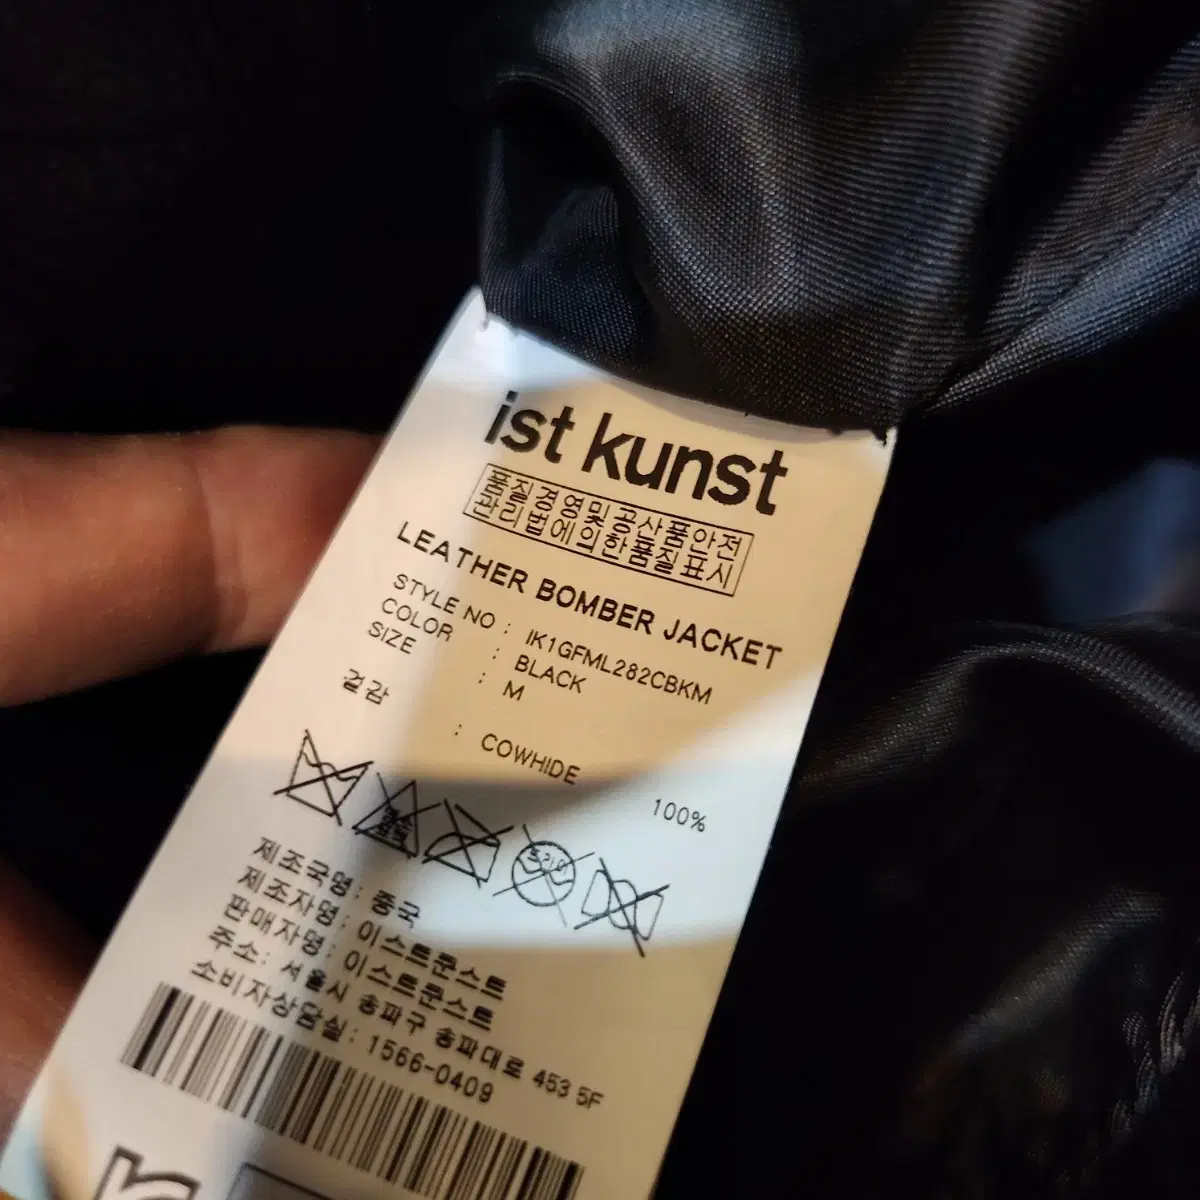 ist kunst
품질경영및공산품안전
관리법에의한품질표시
LEATHER BOMBER JACKET
STYLE NO : IK1GFML282CBKM
COLOR : BLACK
SIZE : M
겉감 : COWHIDE 100%
드라이
제조국명: 중국
제조자명: 이스트쿤스트
판매자명: 이스트쿤스트
주소: 서울시 송파구 송파대로 453 5F
소비자상담실: 1566-0409